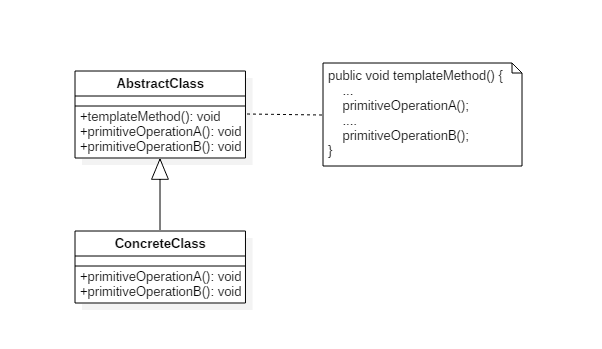 AbstractClass
+templateMethod(): void
+primitiveOperationA(): void
+primitiveOperationB(): void
public void templateMethod() {
...
primitiveOperationA();
....
primitiveOperationB();
}
ConcreteClass
+primitiveOperationA(): void
+primitiveOperationB(): void